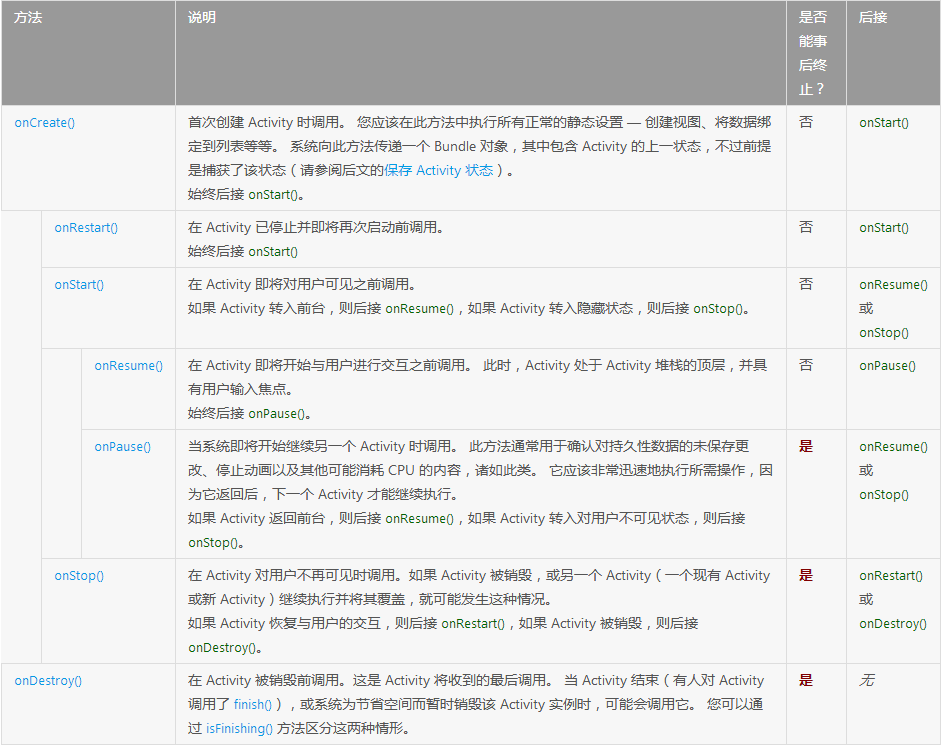 方法
说明
是否
能事
后终
止？
后接
onCreate()
首次创建 Activity 时调用。 您应该在此方法中执行所有正常的静态设置 — 创建视图、将数据绑
定到列表等等。 系统向此方法传递一个 Bundle 对象，其中包含 Activity 的上一状态，不过前提
是捕获了该状态（请参阅后文的保存 Activity 状态）。
始终后接 onStart()。
否
onStart()
onRestart()
在 Activity 已停止并即将再次启动前调用。
始终后接 onStart()
否
onStart()
onStart()
在 Activity 即将对用户可见之前调用。
如果 Activity 转入前台，则后接 onResume()，如果 Activity 转入隐藏状态，则后接 onStop()。
否
onResume()
或
onStop()
onResume()
在 Activity 即将开始与用户进行交互之前调用。 此时，Activity 处于 Activity 堆栈的顶层，并具
有用户输入焦点。
始终后接 onPause()。
否
onPause()
onPause()
当系统即将开始继续另一个 Activity 时调用。 此方法通常用于确认对持久性数据的未保存更
改、停止动画以及其他可能消耗 CPU 的内容，诸如此类。 它应该非常迅速地执行所需操作，因
为它返回后，下一个 Activity 才能继续执行。
如果 Activity 返回前台，则后接 onResume()，如果 Activity 转入对用户不可见状态，则后接
onStop()。
是
onResume()
或
onStop()
onStop()
在 Activity 对用户不再可见时调用。如果 Activity 被销毁，或另一个 Activity（一个现有 Activity
或新 Activity）继续执行并将其覆盖，就可能发生这种情况。
如果 Activity 恢复与用户的交互，则后接 onRestart()，如果 Activity 被销毁，则后接
onDestroy()。
是
onRestart()
或
onDestroy()
onDestroy()
在 Activity 被销毁前调用。这是 Activity 将收到的最后调用。 当 Activity 结束（有人对 Activity
调用了 finish()），或系统为节省空间而暂时销毁该 Activity 实例时，可能会调用它。 您可以通
过 isFinishing() 方法区分这两种情形。
是
无